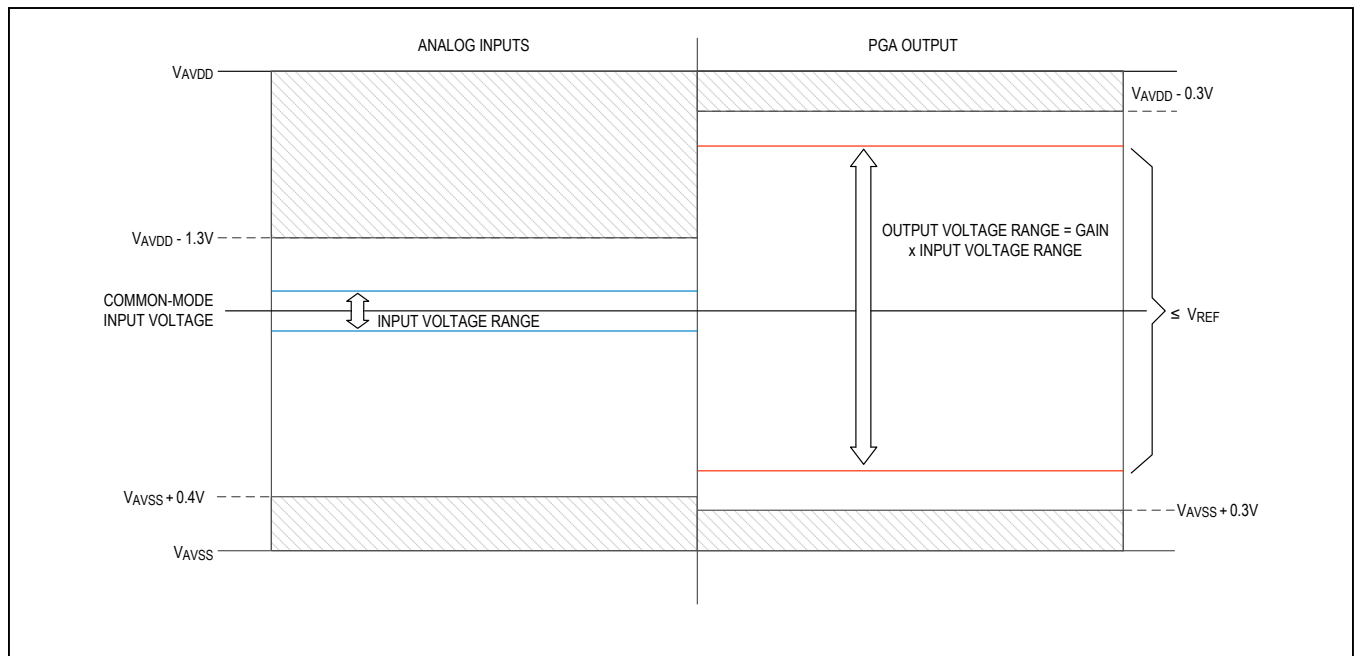 ANALOG INPUTS
PGA OUTPUT
VAVDD
VAVDD - 0.3V
VAVDD - 1.3V
OUTPUT VOLTAGE RANGE = GAIN
x INPUT VOLTAGE RANGE
COMMON-MODE
INPUT VOLTAGE
INPUT VOLTAGE RANGE
≤ VREF
VAVSS + 0.4V
VAVSS + 0.3V
VAVSS